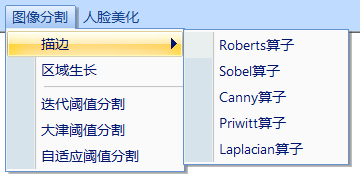 图像分割 人脸美化
描边
区域生长
迭代阈值分割
大津阈值分割
自适应阈值分割
Roberts算子
Sobel算子
Canny算子
Priwitt算子
Laplacian算子